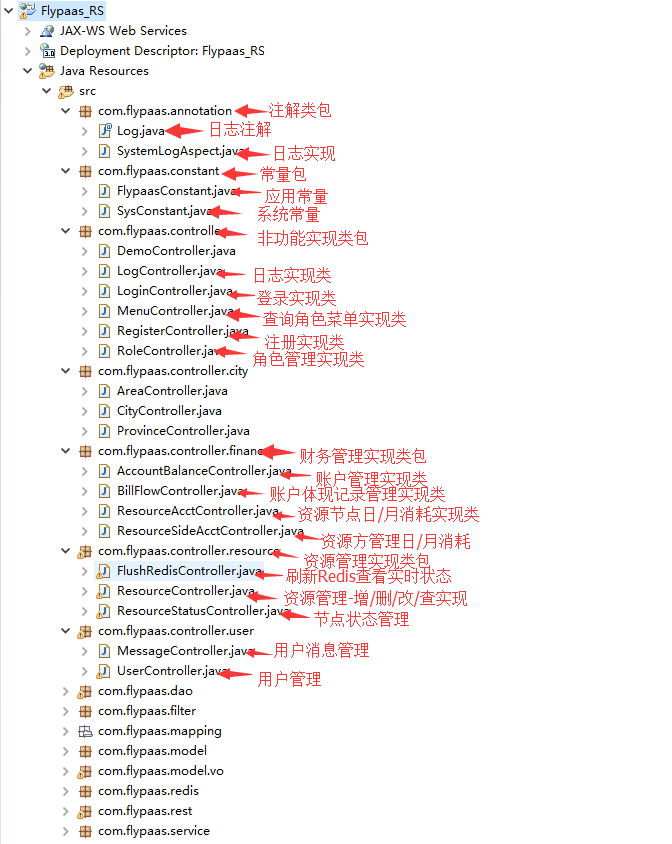 Flypaas_RS
JAX-WS Web Services
Deployment Descriptor: Flypaas_RS
Java Resources
src
com.flypaas.annotation 注解类包
Log.java 日志注解
SystemLogAspect.java 日志实现
com.flypaas.constant 常量包
FlypaasConstant.java 应用常量
SysConstant.java 系统常量
com.flypaas.controlle 非功能实现类包
DemoController.java
LogController.java 日志实现类
LoginController.java 登录实现类
MenuController.java 查询角色菜单实现类
RegisterController.java 注册实现类
RoleController.java 角色管理实现类
com.flypaas.controller.city
AreaController.java
CityController.java
ProvinceController.java
com.flypaas.controller.financ 财务管理实现类包
AccountBalanceController.java 账户管理实现类
BillFlowController.java 账户体现记录管理实现类
ResourceAcctController.java 资源节点日/月消耗实现类
ResourceSideAcctController.java 资源方管理日/月消耗
com.flypaas.controller.resource 资源管理实现类包
FlushRedisController.java 刷新Redis查看实时状态
ResourceController.java 资源管理-增/删/改/查实现
ResourceStatusController.java 节点状态管理
com.flypaas.controller.user
MessageController.java 用户消息管理
UserController.java 用户管理
com.flypaas.dao
com.flypaas.filter
com.flypaas.mapping
com.flypaas.model
com.flypaas.model.vo
com.flypaas.redis
com.flypaas.rest
com.flypaas.service